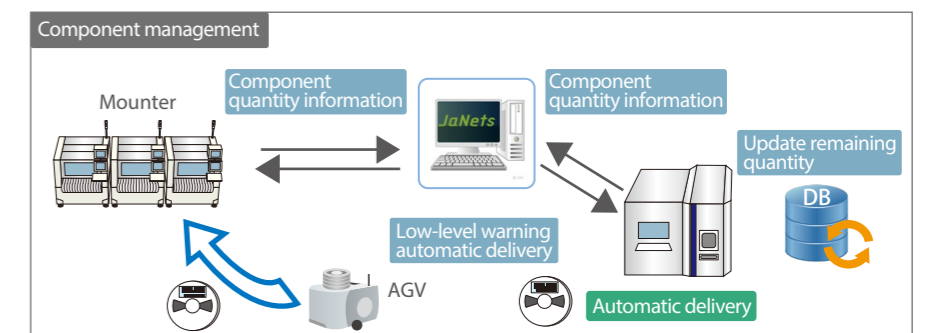 Component management
Component
quantity information
Component
quantity information
Mounter
JaNets
Update remaining
quantity
DB
Low-level warning
automatic delivery
AGV
Automatic delivery